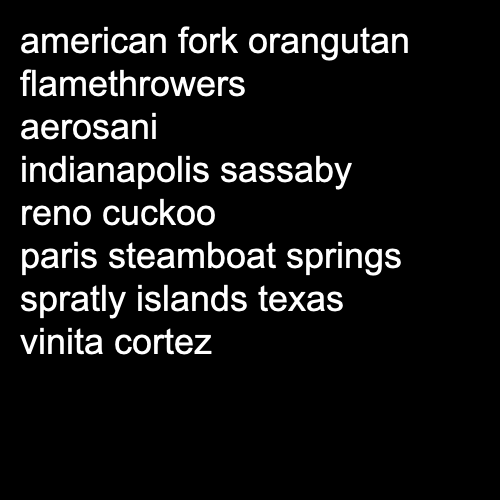 american fork orangutan
flamethrowers
aerosani
indianapolis sassaby
reno cuckoo
paris steamboat springs
spratly islands texas
vinita cortez